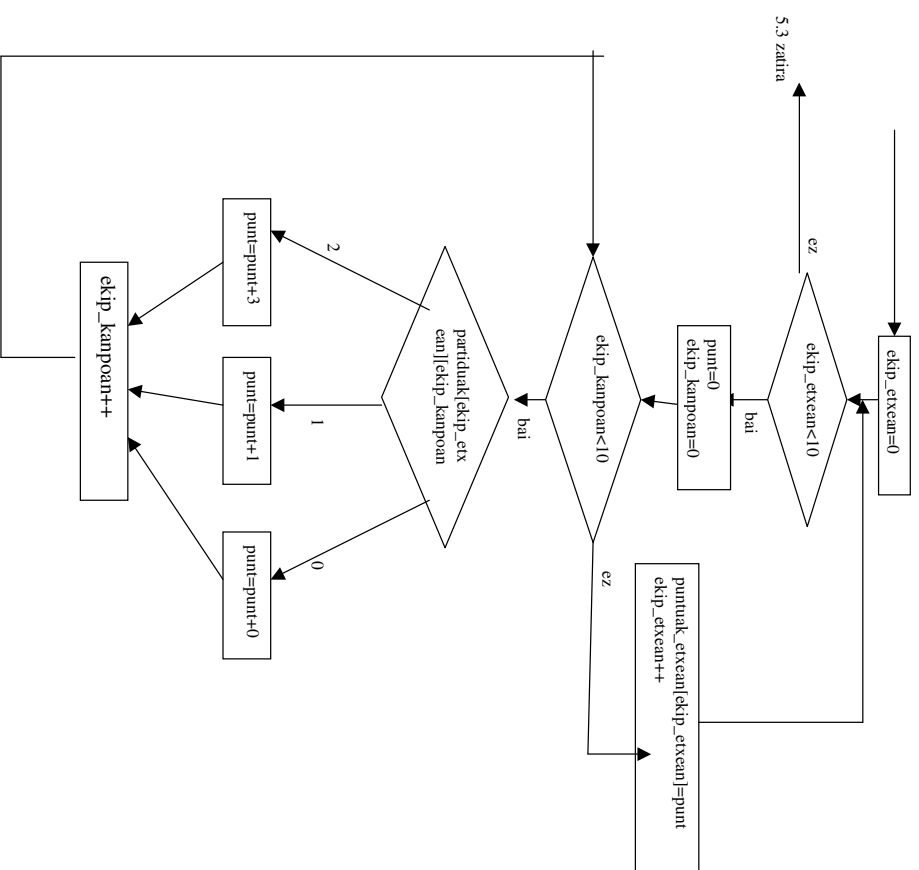 ekip_etxean=0
5.3 zatira
ez
ekip_etxean<10
bai
punt=0
ekip_kanpoan=0
puntuak_etxean[ekip_etxean]=punt
ekip_etxean++
ekip_kanpoan<10
ez
bai
partiduak[ekip_etx
ean][ekip_kanpoan
2
1
0
punt=punt+3
punt=punt+1
punt=punt+0
ekip_kanpoan++